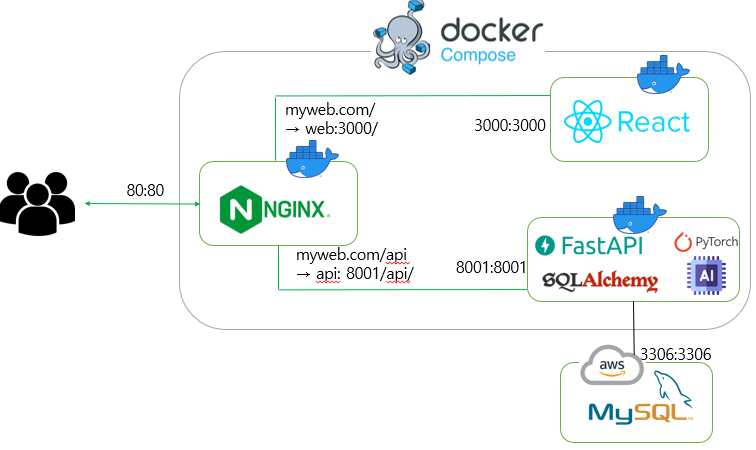 docker
Compose
myweb.com/
→ web:3000/
3000:3000
React
80:80
NGINX
myweb.com/api
→ api: 8001/api/
8001:8001
FastAPI
PyTorch
SQLAlchemy
AI
3306:3306
aws
MySQL